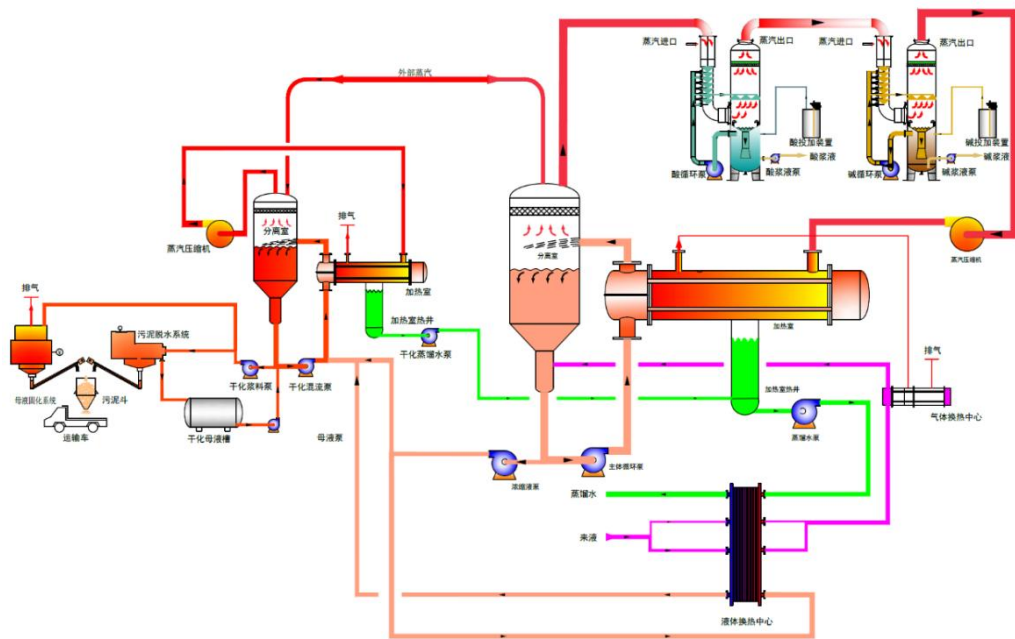 外部蒸汽
蒸汽进口
蒸汽出口
蒸汽进口
蒸汽出口
酸投加装置
碱投加装置
酸循环泵
酸浆液泵
酸浆液
碱循环泵
碱浆液泵
碱浆液
蒸汽压缩机
分离室
排气
加热室
分离室
蒸汽压缩机
排气
污泥脱水系统
加热室热井
加热室
排气
干化蒸馏水泵
母液固化系统
污泥斗
干化浆料泵
干化混流泵
加热室热井
气体换热中心
运输车
干化母液槽
母液泵
蒸馏水泵
浓缩液泵
主体循环泵
蒸馏水
来液
液体换热中心